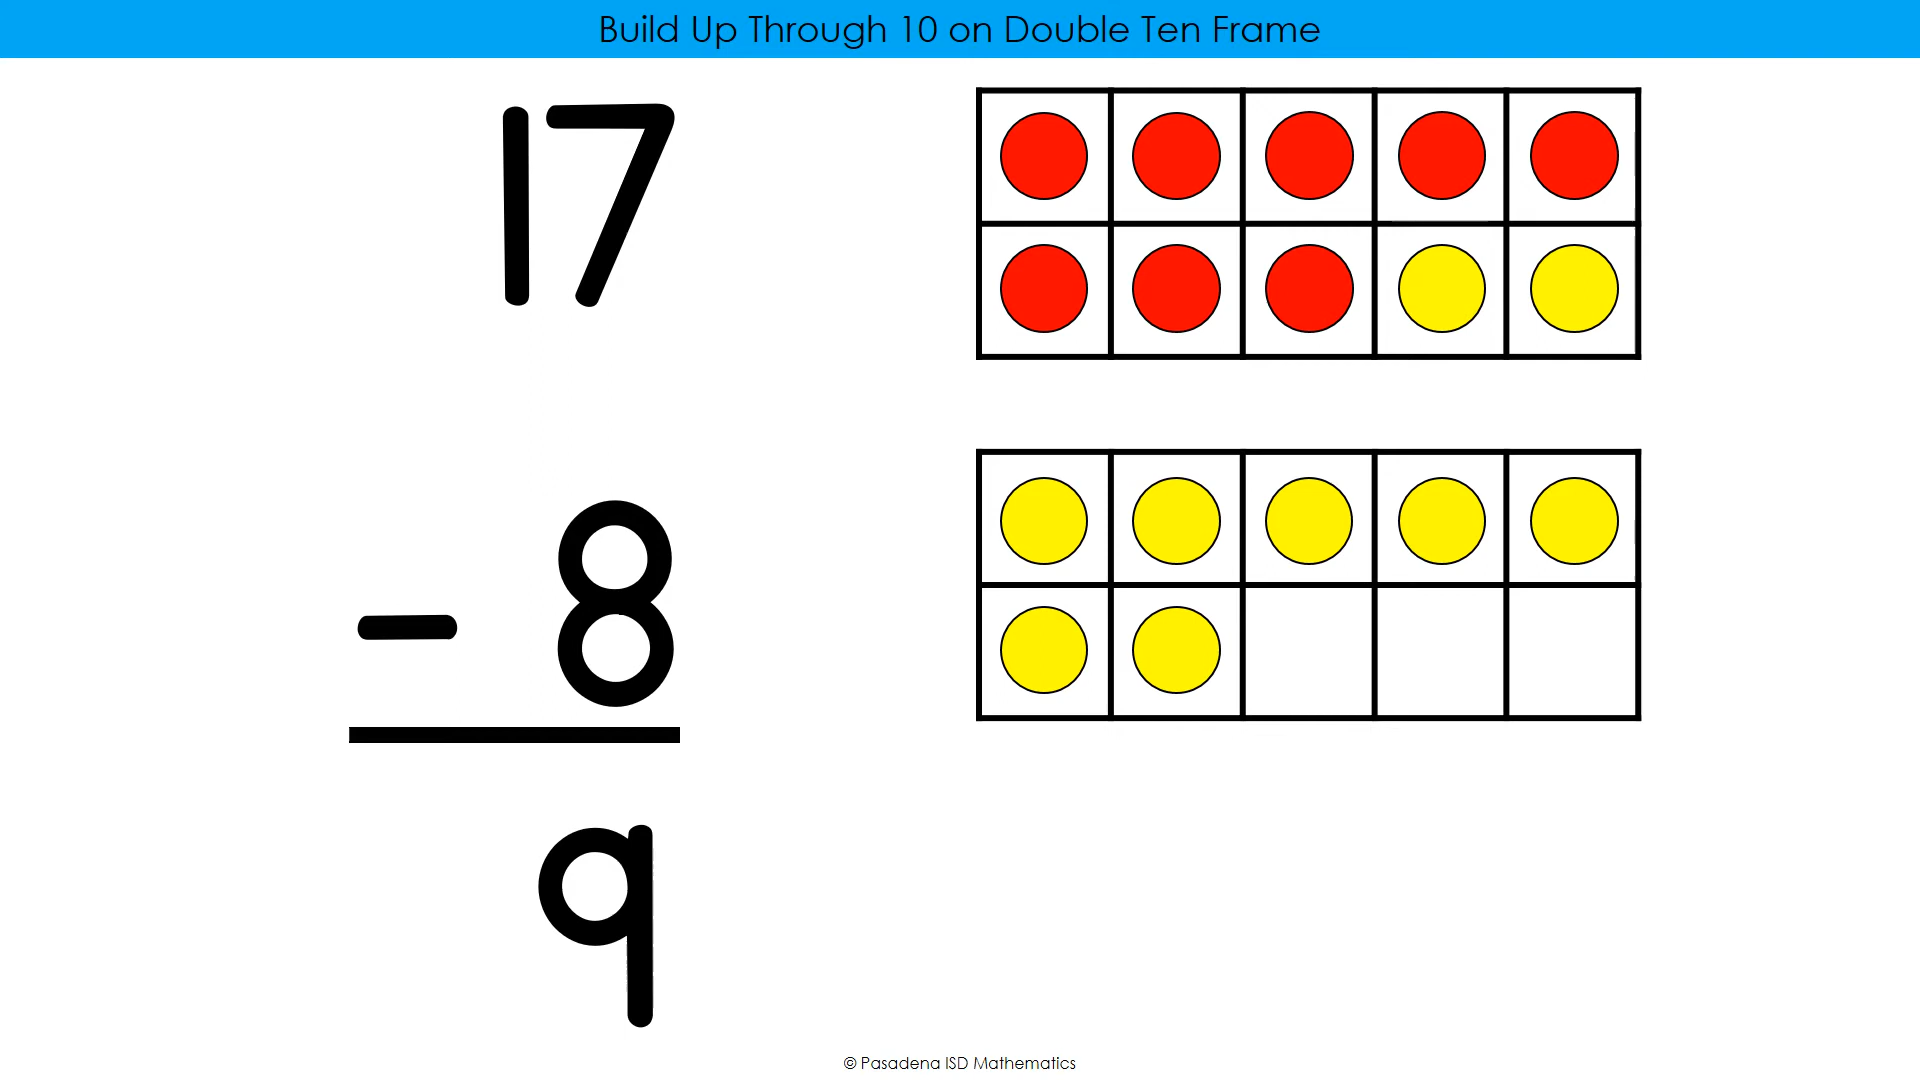 Build Up Through 10 on Double Ten Frame
17
- 8
9
© Pasadena ISD Mathematics